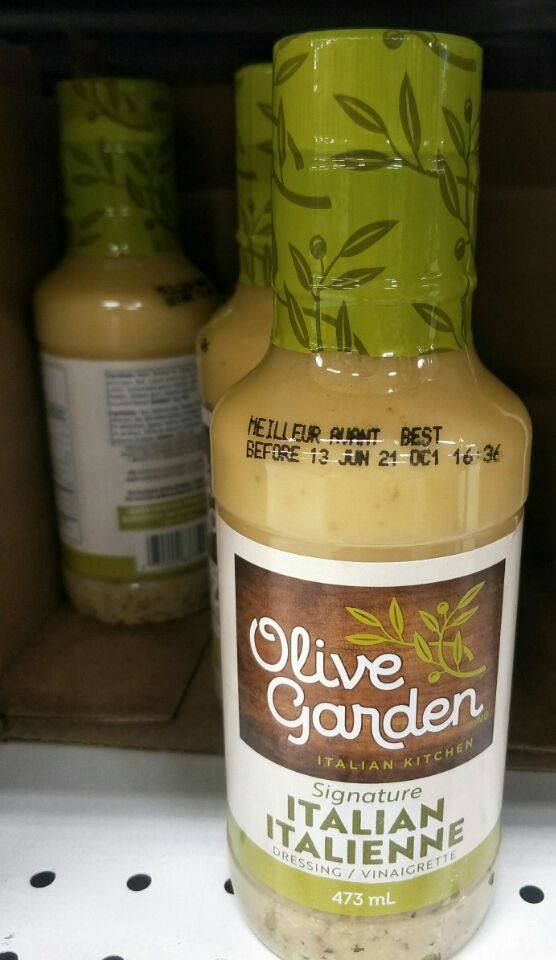 MEILLEUR AVANT BEST
BEFORE 13 JUN 21 DC1 16:36
Olive
Garden
ITALIAN KITCHEN
Signature
ITALIAN
ITALIENNE
DRESSING / VINAIGRETTE
473 mL